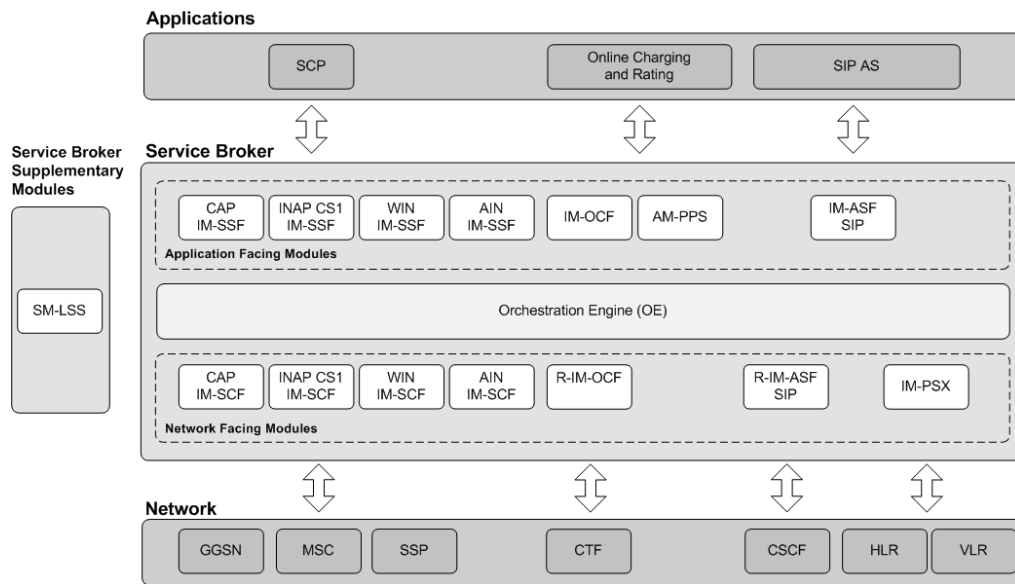 Applications
SCP
Online Charging
and Rating
SIP AS
Service Broker
Supplementary
Modules
SM-LSS
Service Broker
CAP
IM-SSF
INAP CS1
IM-SSF
WIN
IM-SSF
AIN
IM-SSF
IM-OCF
AM-PPS
IM-ASF
SIP
Application Facing Modules
Orchestration Engine (OE)
CAP
IM-SCF
INAP CS1
IM-SCF
WIN
IM-SCF
AIN
IM-SCF
R-IM-OCF
R-IM-ASF
SIP
IM-PSX
Network Facing Modules
Network
GGSN
MSC
SSP
CTF
CSCF
HLR
VLR